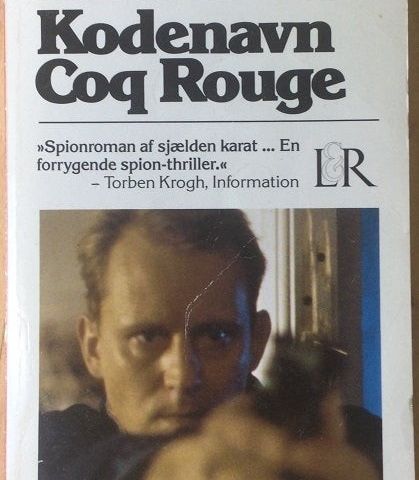 Kodenavn
Coq Rouge
»Spionroman af sjælden karat ... En
forrygende spion-thriller.«
– Torben Krogh, Information
L&R